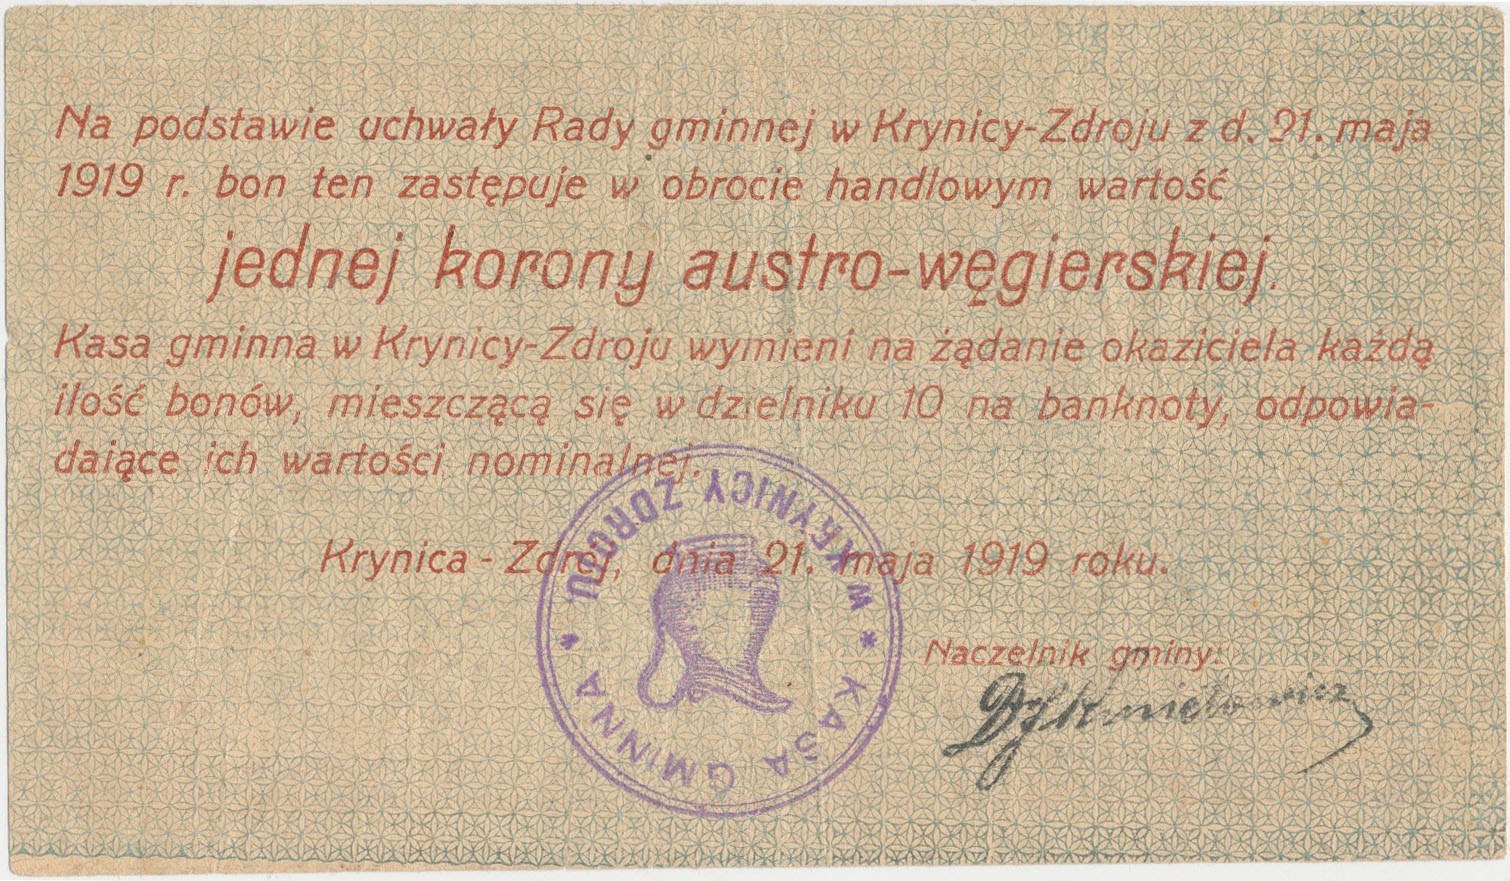 Na podstawie uchwały Rady gminnej w Krynicy-Zdroju z d. 21. maja
1919 r. bon ten zastępuje w obrocie handlowym wartość
jednej korony austro-węgierskiej.
Kasa gminna w Krynicy-Zdroju wymieni na żądanie okaziciela każdą
ilość bonów, mieszczącą się w dzielniku 10 na banknoty, odpowia-
daiące ich wartości nominalnej.
Krynica - Zdrój, dnia 21. maja 1919 roku.
Naczelnik gminy:
* KASA GMINNA * W KRYNICY ZDROJU